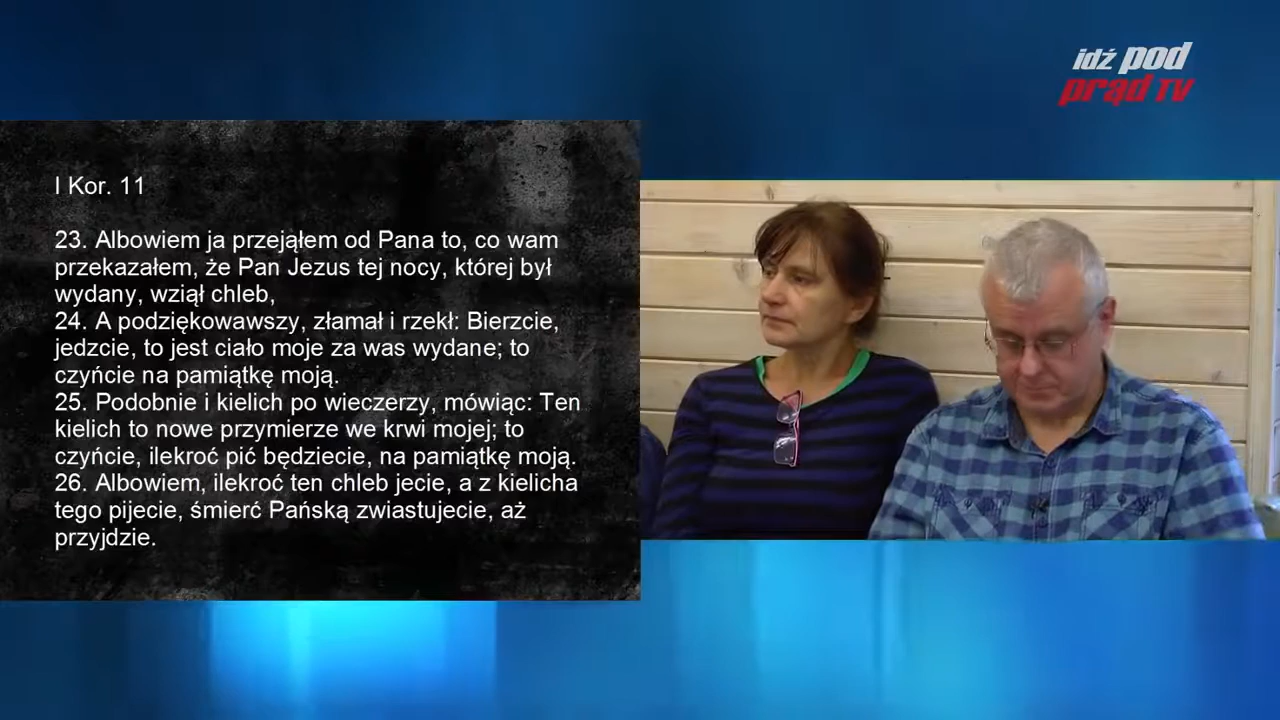 idź pod
prąd TV
I Kor. 11
23. Albowiem ja przejąłem od Pana to, co wam
przekazałem, że Pan Jezus tej nocy, której był
wydany, wziął chleb,
24. A podziękowawszy, złamał i rzekł: Bierzcie,
jedzcie, to jest ciało moje za was wydane; to
czyńcie na pamiątkę moją.
25. Podobnie i kielich po wieczerzy, mówiąc: Ten
kielich to nowe przymierze we krwi mojej; to
czyńcie, ilekroć pić będziecie, na pamiątkę moją.
26. Albowiem, ilekroć ten chleb jecie, a z kielicha
tego pijecie, śmierć Pańską zwiastujecie, aż
przyjdzie.